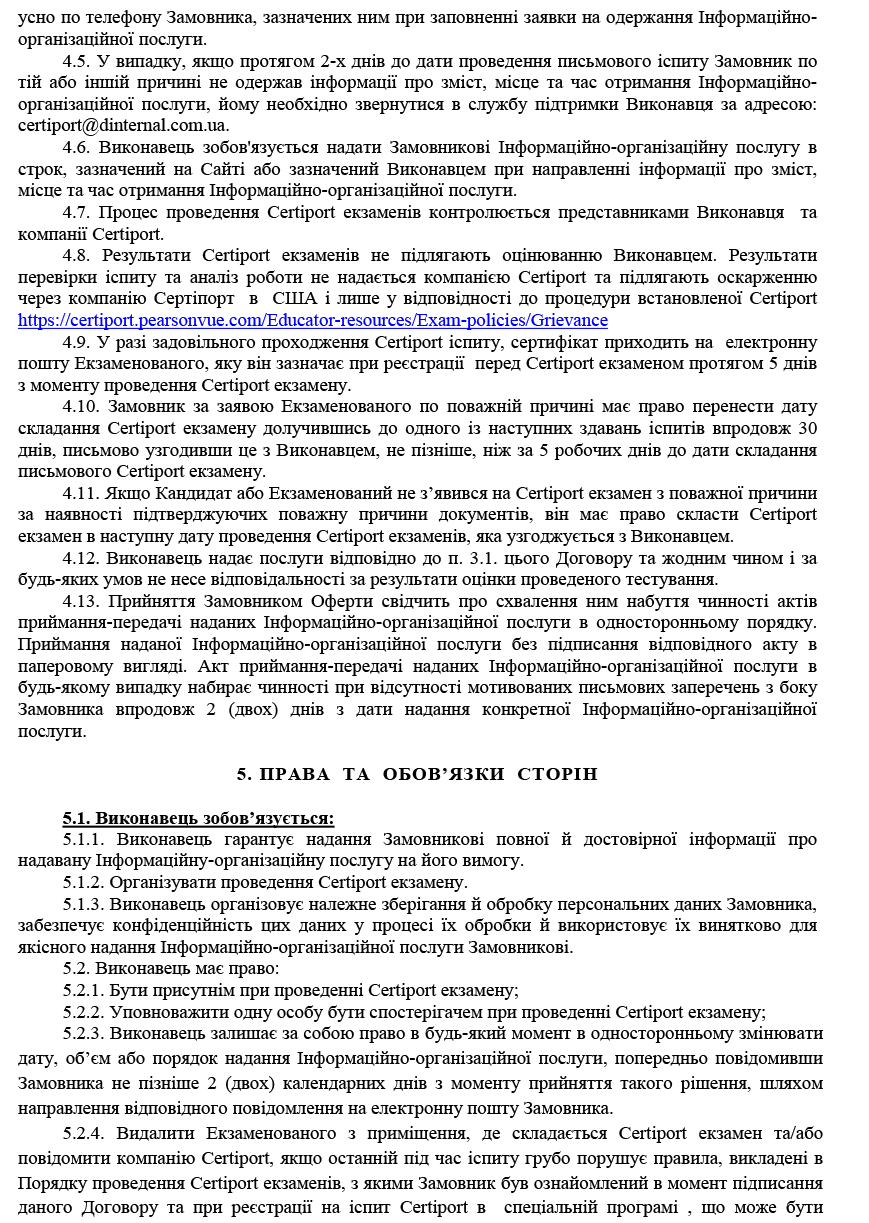 усно по телефону Замовника, зазначених ним при заповненні заявки на одержання Інформаційно-
організаційної послуги.
4.5. У випадку, якщо протягом 2-х днів до дати проведення письмового іспиту Замовник по
тій або іншій причині не одержав інформації про зміст, місце та час отримання Інформаційно-
організаційної послуги, йому необхідно звернутися в службу підтримки Виконавця за адресою:
certiport@dinternal.com.ua.
4.6. Виконавець зобов'язується надати Замовникові Інформаційно-організаційну послугу в
строк, зазначений на Сайті або зазначений Виконавцем при направленні інформації про зміст,
місце та час отримання Інформаційно-організаційної послуги.
4.7. Процес проведення Certiport екзаменів контролюється представниками Виконавця та
компанії Certiport.
4.8. Результати Certiport екзаменів не підлягають оцінюванню Виконавцем. Результати
перевірки іспиту та аналіз роботи не надається компанією Certiport та підлягають оскарженню
через компанію Сертіпорт в США і лише у відповідності до процедури встановленої Certiport
https://certiport.pearsonvue.com/Educator-resources/Exam-policies/Grievance
4.9. У разі задовільного проходження Certiport іспиту, сертифікат приходить на електронну
пошту Екзаменованого, яку він зазначає при реєстрації перед Certiport екзаменом протягом 5 днів
з моменту проведення Certiport екзамену.
4.10. Замовник за заявою Екзаменованого по поважній причині має право перенести дату
складання Certiport екзамену долучившись до одного із наступних здавань іспитів впродовж 30
днів, письмово узгодивши це з Виконавцем, не пізніше, ніж за 5 робочих днів до дати складання
письмового Certiport екзамену.
4.11. Якщо Кандидат або Екзаменований не з’явився на Certiport екзамен з поважної причини
за наявності підтверджуючих поважну причини документів, він має право скласти Certiport
екзамен в наступну дату проведення Certiport екзаменів, яка узгоджується з Виконавцем.
4.12. Виконавець надає послуги відповідно до п. 3.1. цього Договору та жодним чином і за
будь-яких умов не несе відповідальності за результати оцінки проведеного тестування.
4.13. Прийняття Замовником Оферти свідчить про схвалення ним набуття чинності актів
приймання-передачі наданих Інформаційно-організаційної послуги в односторонньому порядку.
Приймання наданої Інформаційно-організаційної послуги без підписання відповідного акту в
паперовому вигляді. Акт приймання-передачі наданих Інформаційно-організаційної послуги в
будь-якому випадку набирає чинності при відсутності мотивованих письмових заперечень з боку
Замовника впродовж 2 (двох) днів з дати надання конкретної Інформаційно-організаційної
послуги.
5. ПРАВА ТА ОБОВ’ЯЗКИ СТОРІН
5.1. Виконавець зобов’язується:
5.1.1. Виконавець гарантує надання Замовникові повної й достовірної інформації про
надавану Інформаційну-організаційну послугу на його вимогу.
5.1.2. Організувати проведення Certiport екзамену.
5.1.3. Виконавець організовує належне зберігання й обробку персональних даних Замовника,
забезпечує конфіденційність цих даних у процесі їх обробки й використовує їх винятково для
якісного надання Інформаційно-організаційної послуги Замовникові.
5.2. Виконавець має право:
5.2.1. Бути присутнім при проведенні Certiport екзамену;
5.2.2. Уповноважити одну особу бути спостерігачем при проведенні Certiport екзамену;
5.2.3. Виконавець залишає за собою право в будь-який момент в односторонньому змінювати
дату, об’єм або порядок надання Інформаційно-організаційної послуги, попередньо повідомивши
Замовника не пізніше 2 (двох) календарних днів з моменту прийняття такого рішення, шляхом
направлення відповідного повідомлення на електронну пошту Замовника.
5.2.4. Видалити Екзаменованого з приміщення, де складається Certiport екзамен та/або
повідомити компанію Certiport, якщо останній під час іспиту грубо порушує правила, викладені в
Порядку проведення Certiport екзаменів, з якими Замовник був ознайомлений в момент підписання
даного Договору та при реєстрації на іспит Certiport в спеціальній програмі , що може бути